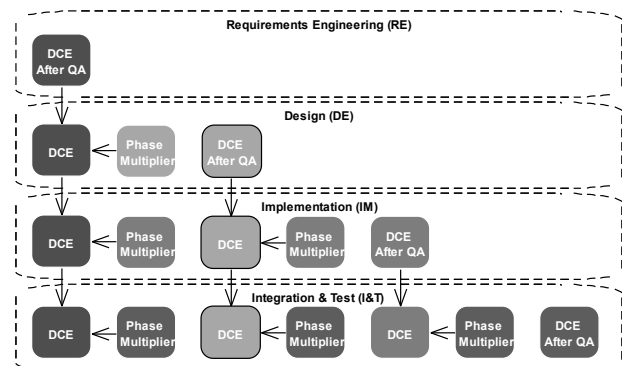 Requirements Engineering (RE)
DCE
After QA
Design (DE)
DCE
Phase
Multiplier
DCE
After QA
Implementation (IM)
DCE
Phase
Multiplier
DCE
Phase
Multiplier
DCE
After QA
Integration & Test (I&T)
DCE
Phase
Multiplier
DCE
Phase
Multiplier
DCE
Phase
Multiplier
DCE
After QA